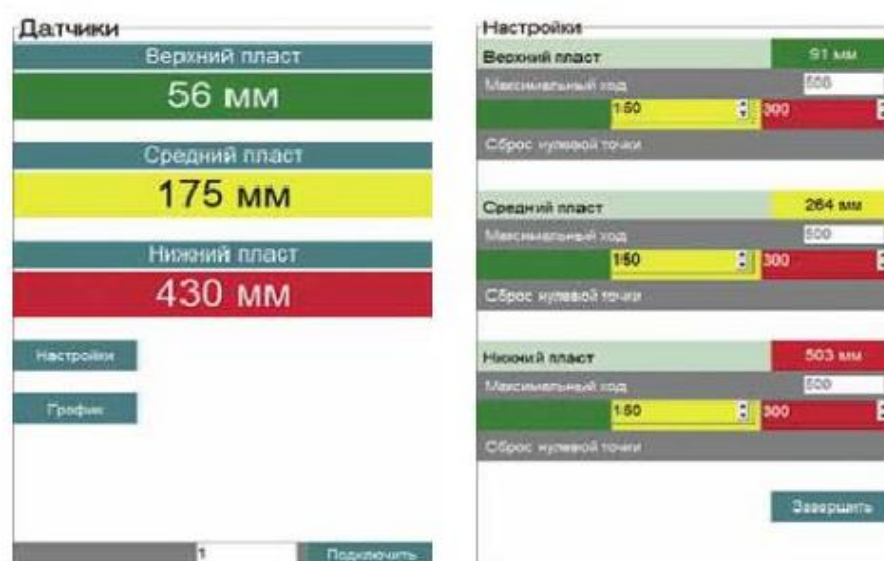 Датчики
Верхний пласт
56 мм
Средний пласт
175 мм
Нижний пласт
430 мм
Настройки
График
1
Подключить
Настройки
Верхний пласт
91 мм
Максимальный ход
500
150
300
Сброс нулевой точки
Средний пласт
264 мм
Максимальный ход
500
150
300
Сброс нулевой точки
Нижний пласт
503 мм
Максимальный ход
500
150
300
Сброс нулевой точки
Завершить